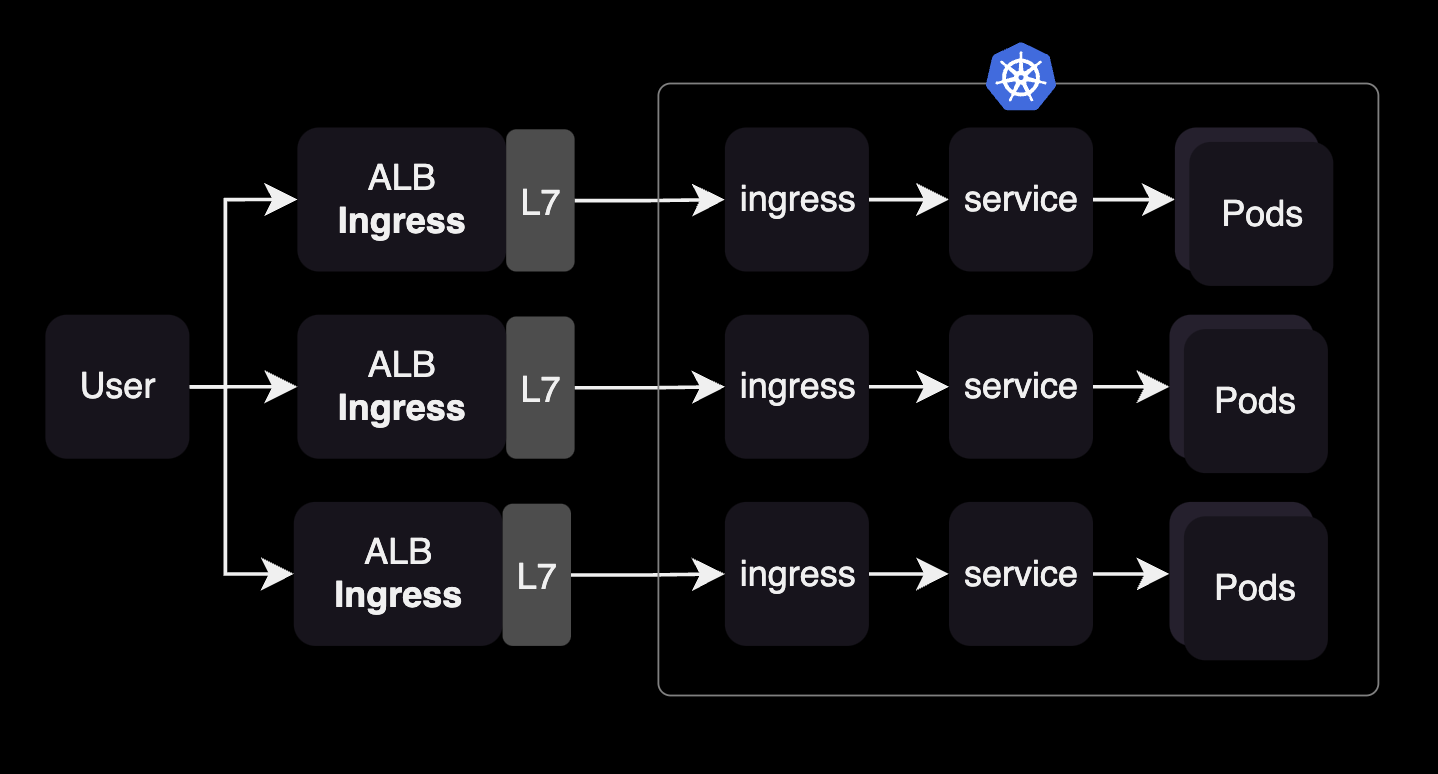 ALB
Ingress
L7
ingress
service
Pods
User
ALB
Ingress
L7
ingress
service
Pods
ALB
Ingress
L7
ingress
service
Pods